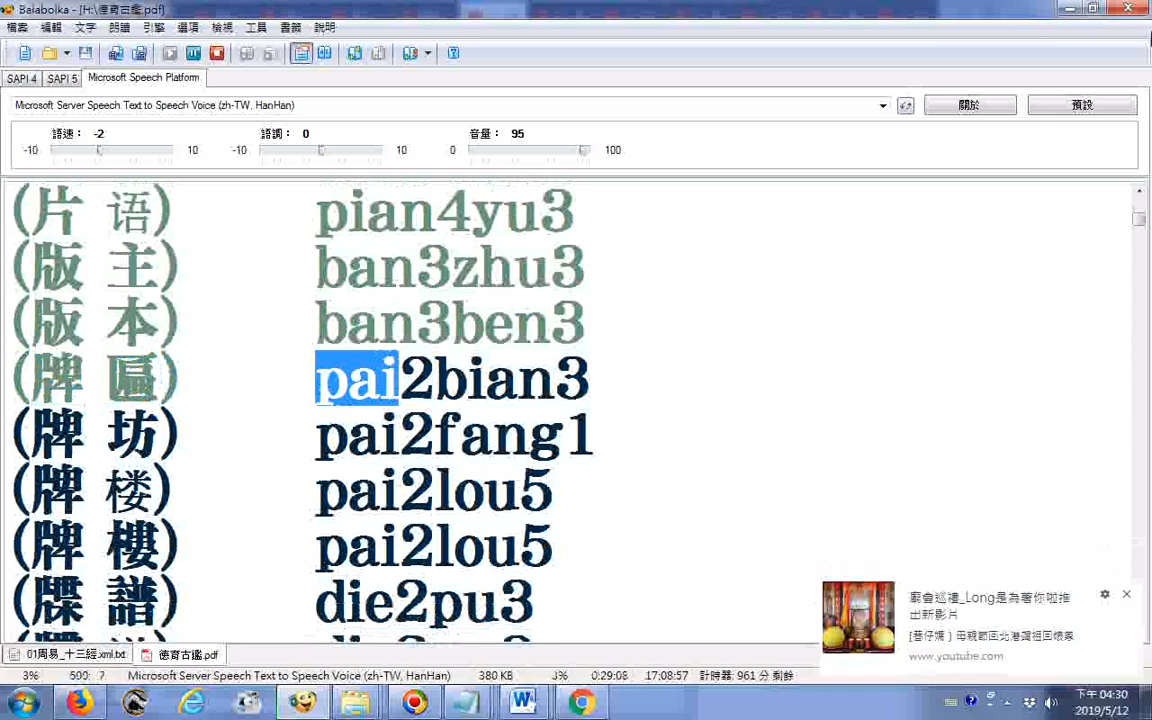 Balabolka - [H:\德育古鑑.pdf]
檔案 編輯 文字 朗讀 引擎 選項 檢視 工具 書籤 說明
SAPI 4 SAPI 5 Microsoft Speech Platform
Microsoft Server Speech Text to Speech Voice (zh-TW, HanHan) 關於 預設
語速： -2 語調： 0 音量： 95
-10 10 -10 10 0 100
(片 语) pian4yu3
(版 主) ban3zhu3
(版 本) ban3ben3
(牌 匾) pai2bian3
(牌 坊) pai2fang1
(牌 楼) pai2lou5
(牌 樓) pai2lou5
(牒 譜) die2pu3
廟會巡禮_Long是為著你啦推
出新影片
母親節回北港
www.youtube.com
01周易_十三經.xml.txt 德育古鑑.pdf
3% 500: 7 Microsoft Server Speech Text to Speech Voice (zh-TW, HanHan) 380 KB 3% 0:29:08 17:08:57 計時器: 961 分 剩餘
下午 04:30
2019/5/12